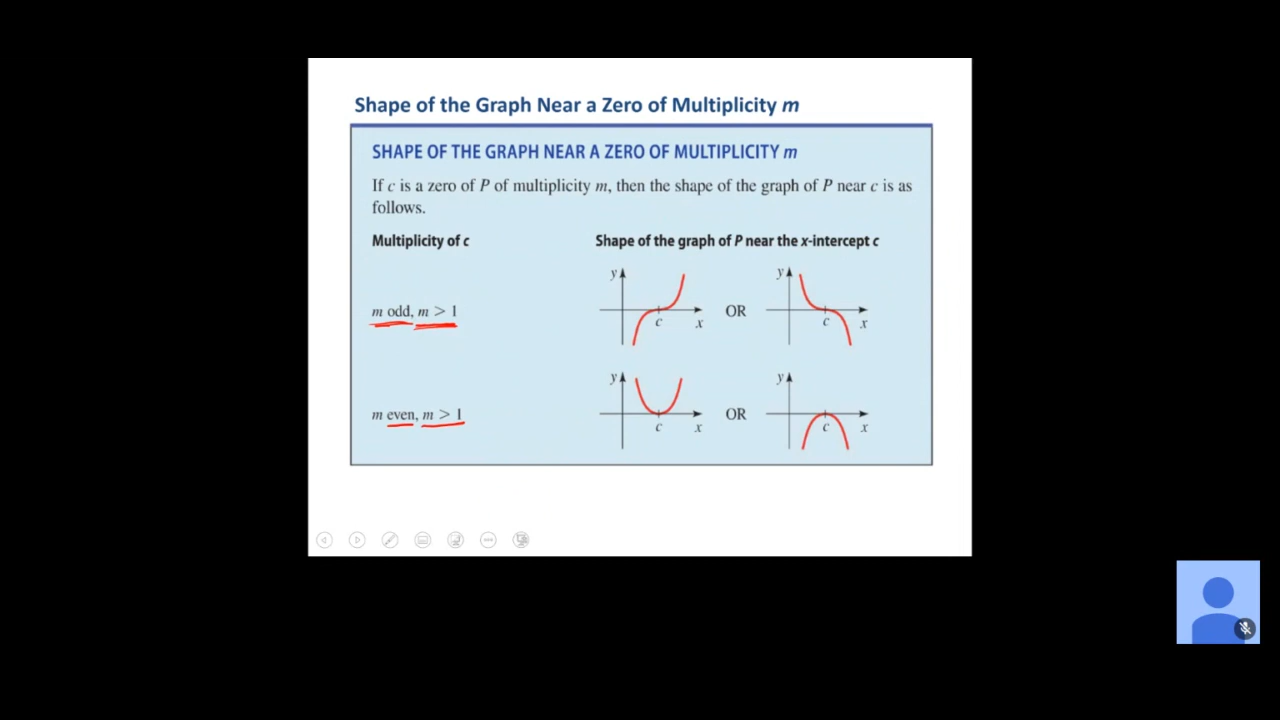 Shape of the Graph Near a Zero of Multiplicity m
SHAPE OF THE GRAPH NEAR A ZERO OF MULTIPLICITY m
If c is a zero of P of multiplicity m, then the shape of the graph of P near c is as
follows.
Multiplicity of c
Shape of the graph of P near the x-intercept c
m odd, m > 1
y
c
x
OR
y
c
x
m even, m > 1
y
c
x
OR
y
c
x